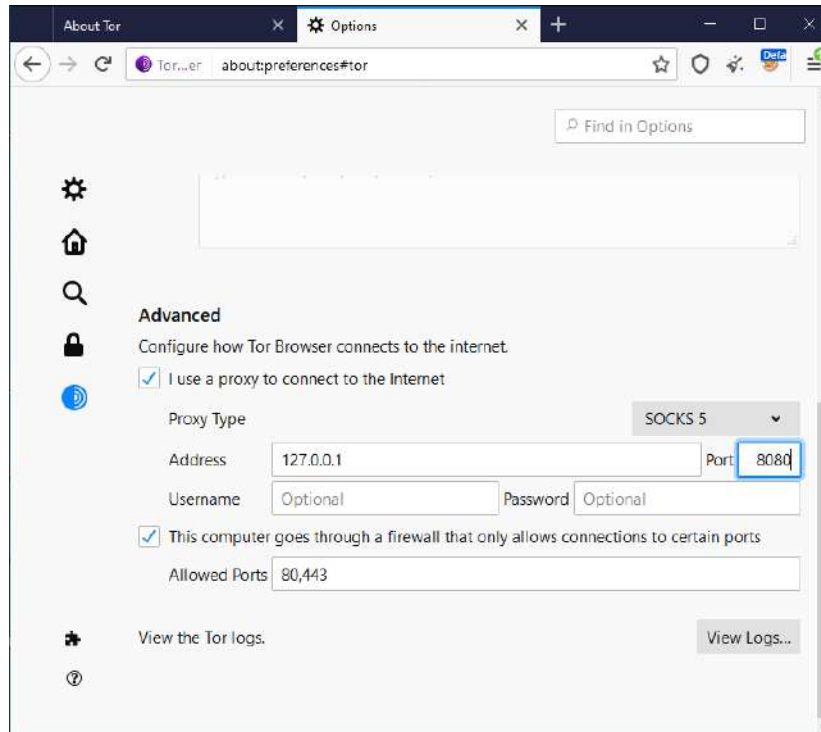 About Tor
Options
Tor...er about:preferences#tor
Defa
Find in Options
Advanced
Configure how Tor Browser connects to the internet.
I use a proxy to connect to the Internet
Proxy Type SOCKS 5
Address 127.0.0.1 Port 8080
Username Optional Password Optional
This computer goes through a firewall that only allows connections to certain ports
Allowed Ports 80,443
View the Tor logs. View Logs...